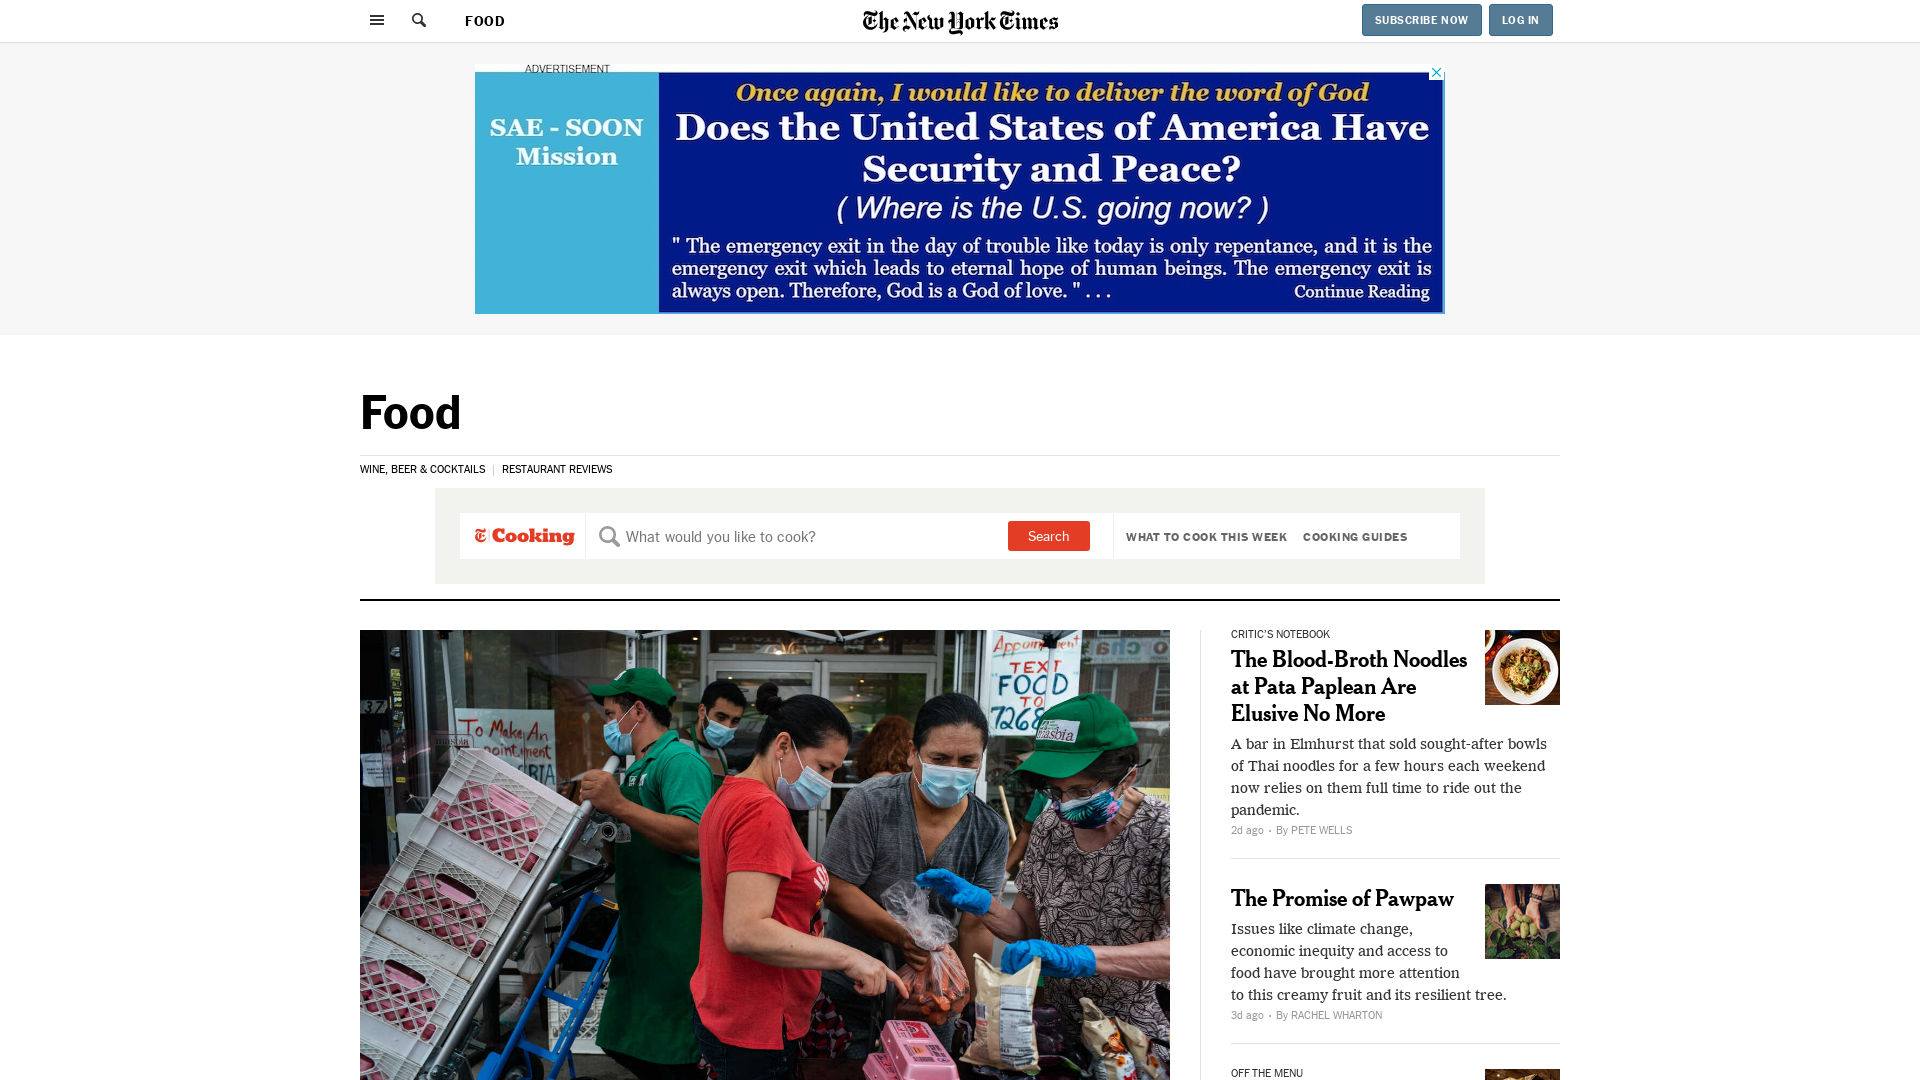 FOOD
The New York Times
SUBSCRIBE NOW
LOG IN
ADVERTISEMENT
SAE - SOON
Mission
Once again, I would like to deliver the word of God
Does the United States of America Have
Security and Peace?
( Where is the U.S. going now? )
" The emergency exit in the day of trouble like today is only repentance, and it is the
emergency exit which leads to eternal hope of human beings. The emergency exit is
always open. Therefore, God is a God of love. " . . .
Continue Reading
Food
WINE, BEER & COCKTAILS
RESTAURANT REVIEWS
Cooking
What would you like to cook?
Search
WHAT TO COOK THIS WEEK
COOKING GUIDES
Appointment
TEXT
FOOD
TO
7268
To Make An
masbia
CRITIC'S NOTEBOOK
The Blood-Broth Noodles
at Pata Paplean Are
Elusive No More
A bar in Elmhurst that sold sought-after bowls
of Thai noodles for a few hours each weekend
now relies on them full time to ride out the
pandemic.
2d ago • By PETE WELLS
The Promise of Pawpaw
Issues like climate change,
economic inequity and access to
food have brought more attention
to this creamy fruit and its resilient tree.
3d ago • By RACHEL WHARTON
OFF THE MENU